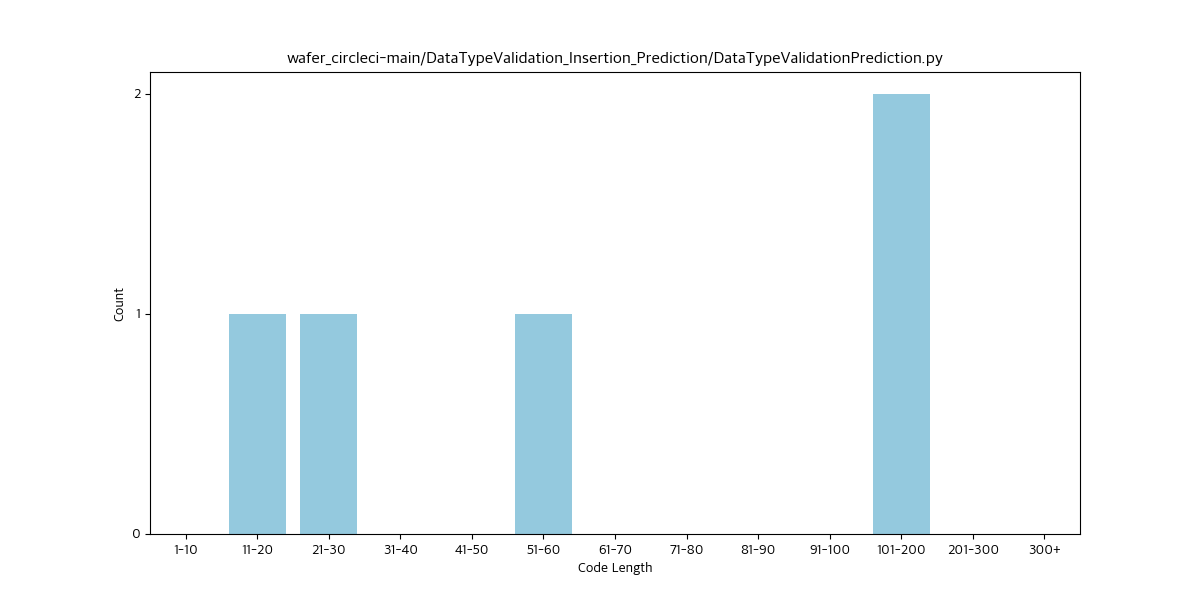 wafer_circleci-main/DataTypeValidation_Insertion_Prediction/DataTypeValidationPrediction.py
2
1
0
Count
1-10 11-20 21-30 31-40 41-50 51-60 61-70 71-80 81-90 91-100 101-200 201-300 300+
Code Length